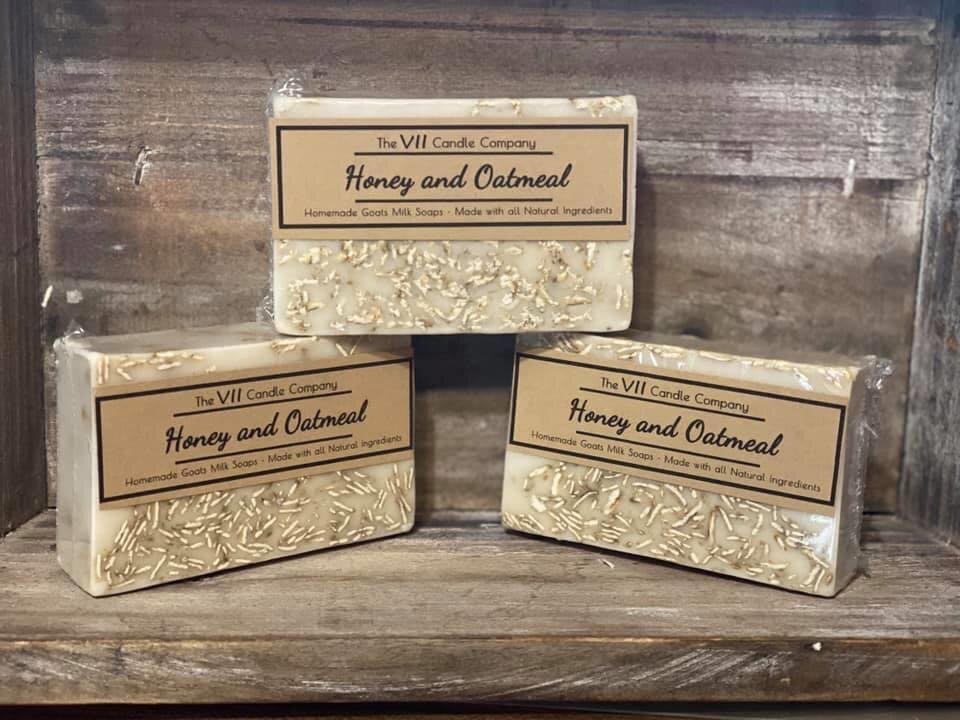 The VII Candle Company
Honey and Oatmeal
Homemade Goats Milk Soaps - Made with all Natural Ingredients
The VII Candle Company
Honey and Oatmeal
Homemade Goats Milk Soaps - Made with all Natural Ingredients
The VII Candle Company
Honey and Oatmeal
Homemade Goats Milk Soaps - Made with all Natural Ingredients